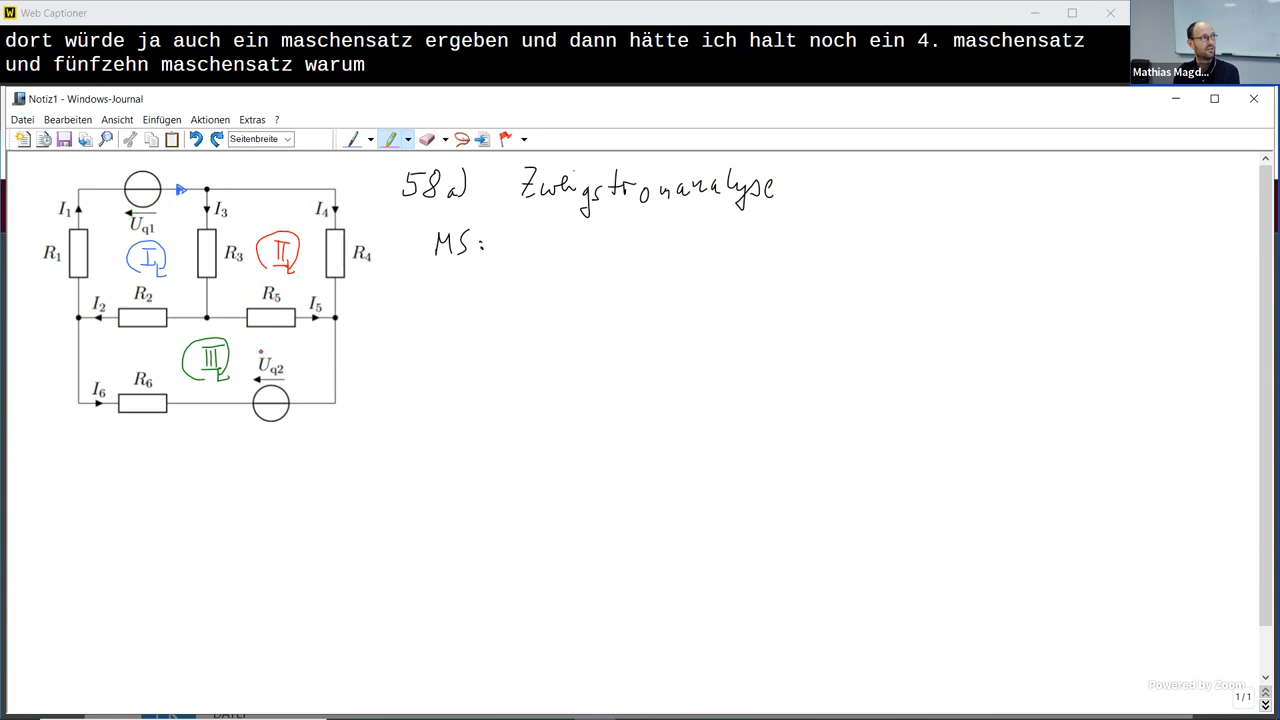 Web Captioner
dort würde ja auch ein maschensatz ergeben und dann hätte ich halt noch ein 4. maschensatz
und fünfzehn maschensatz warum
Mathias Magd...
Notiz1 - Windows-Journal
Datei Bearbeiten Ansicht Einfügen Aktionen Extras ?
Seitenbreite
58a) Zweigstromanalyse
MS:
I1 Uq1 I3 I4
R1 I R3 II R4
I2 R2 R5 I5
III Uq2
I6 R6
Powered by Zoom
1/1